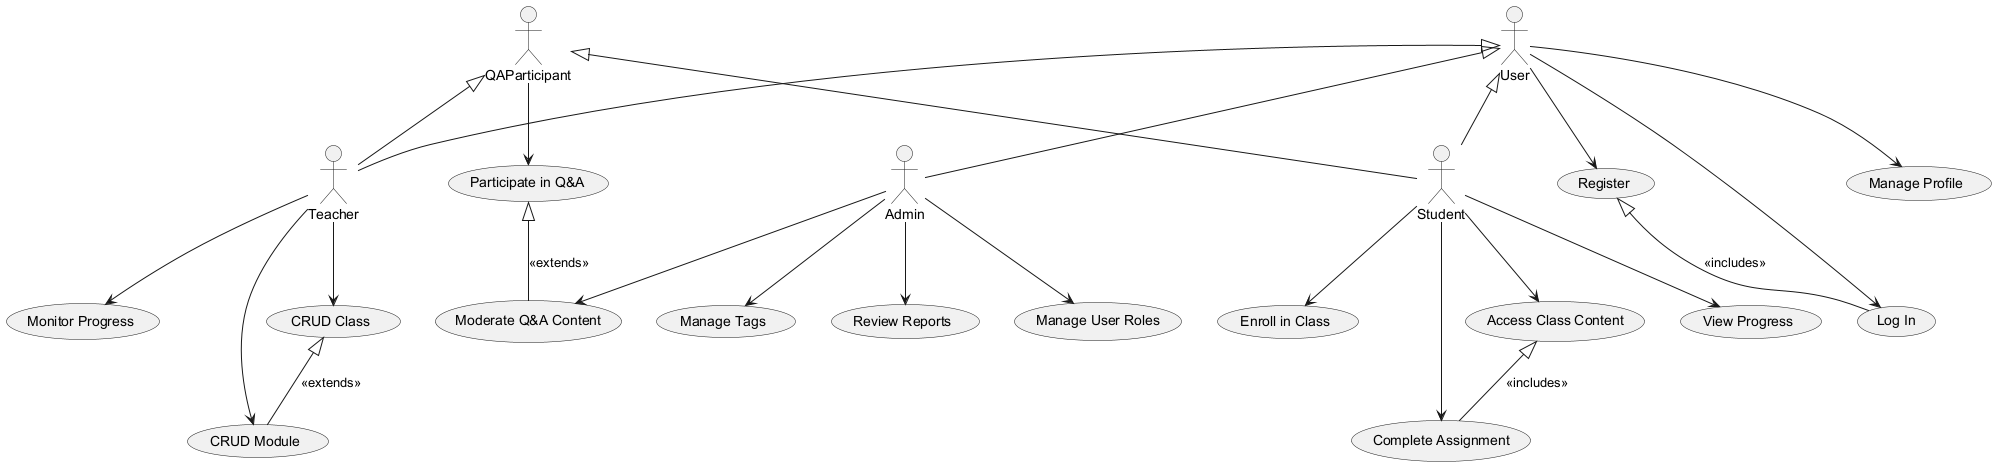 QAParticipant
User
Participate in Q&A
Register
Manage Profile
Teacher
Admin
Student
«extends»
«includes»
Monitor Progress
CRUD Class
Moderate Q&A Content
Manage Tags
Review Reports
Manage User Roles
Enroll in Class
Access Class Content
View Progress
Log In
«extends»
«includes»
CRUD Module
Complete Assignment